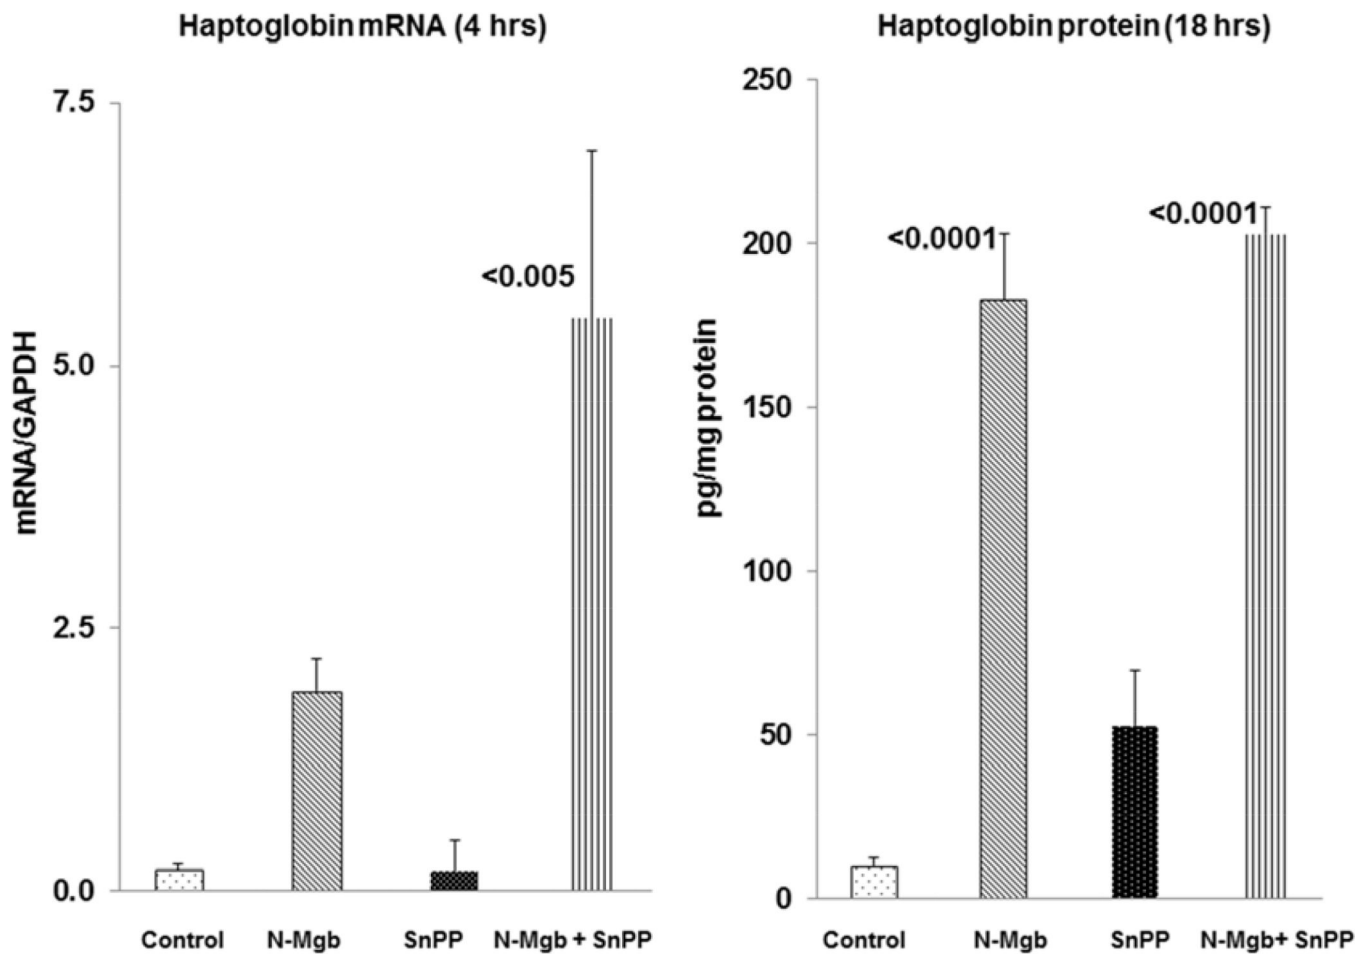 Haptoglobin mRNA (4 hrs)
7.5
5.0
2.5
0.0
mRNA/GAPDH
<0.005
Control N-Mgb SnPP N-Mgb + SnPP
Haptoglobin protein (18 hrs)
250
200
150
100
50
0
pg/mg protein
<0.0001
<0.0001
Control N-Mgb SnPP N-Mgb+ SnPP